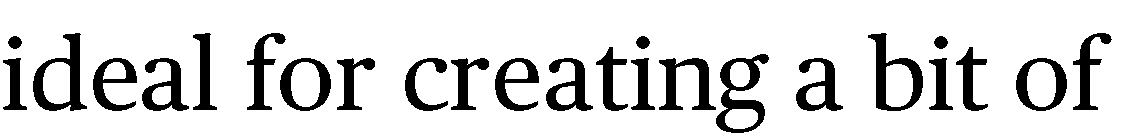 ideal for creating a bit of